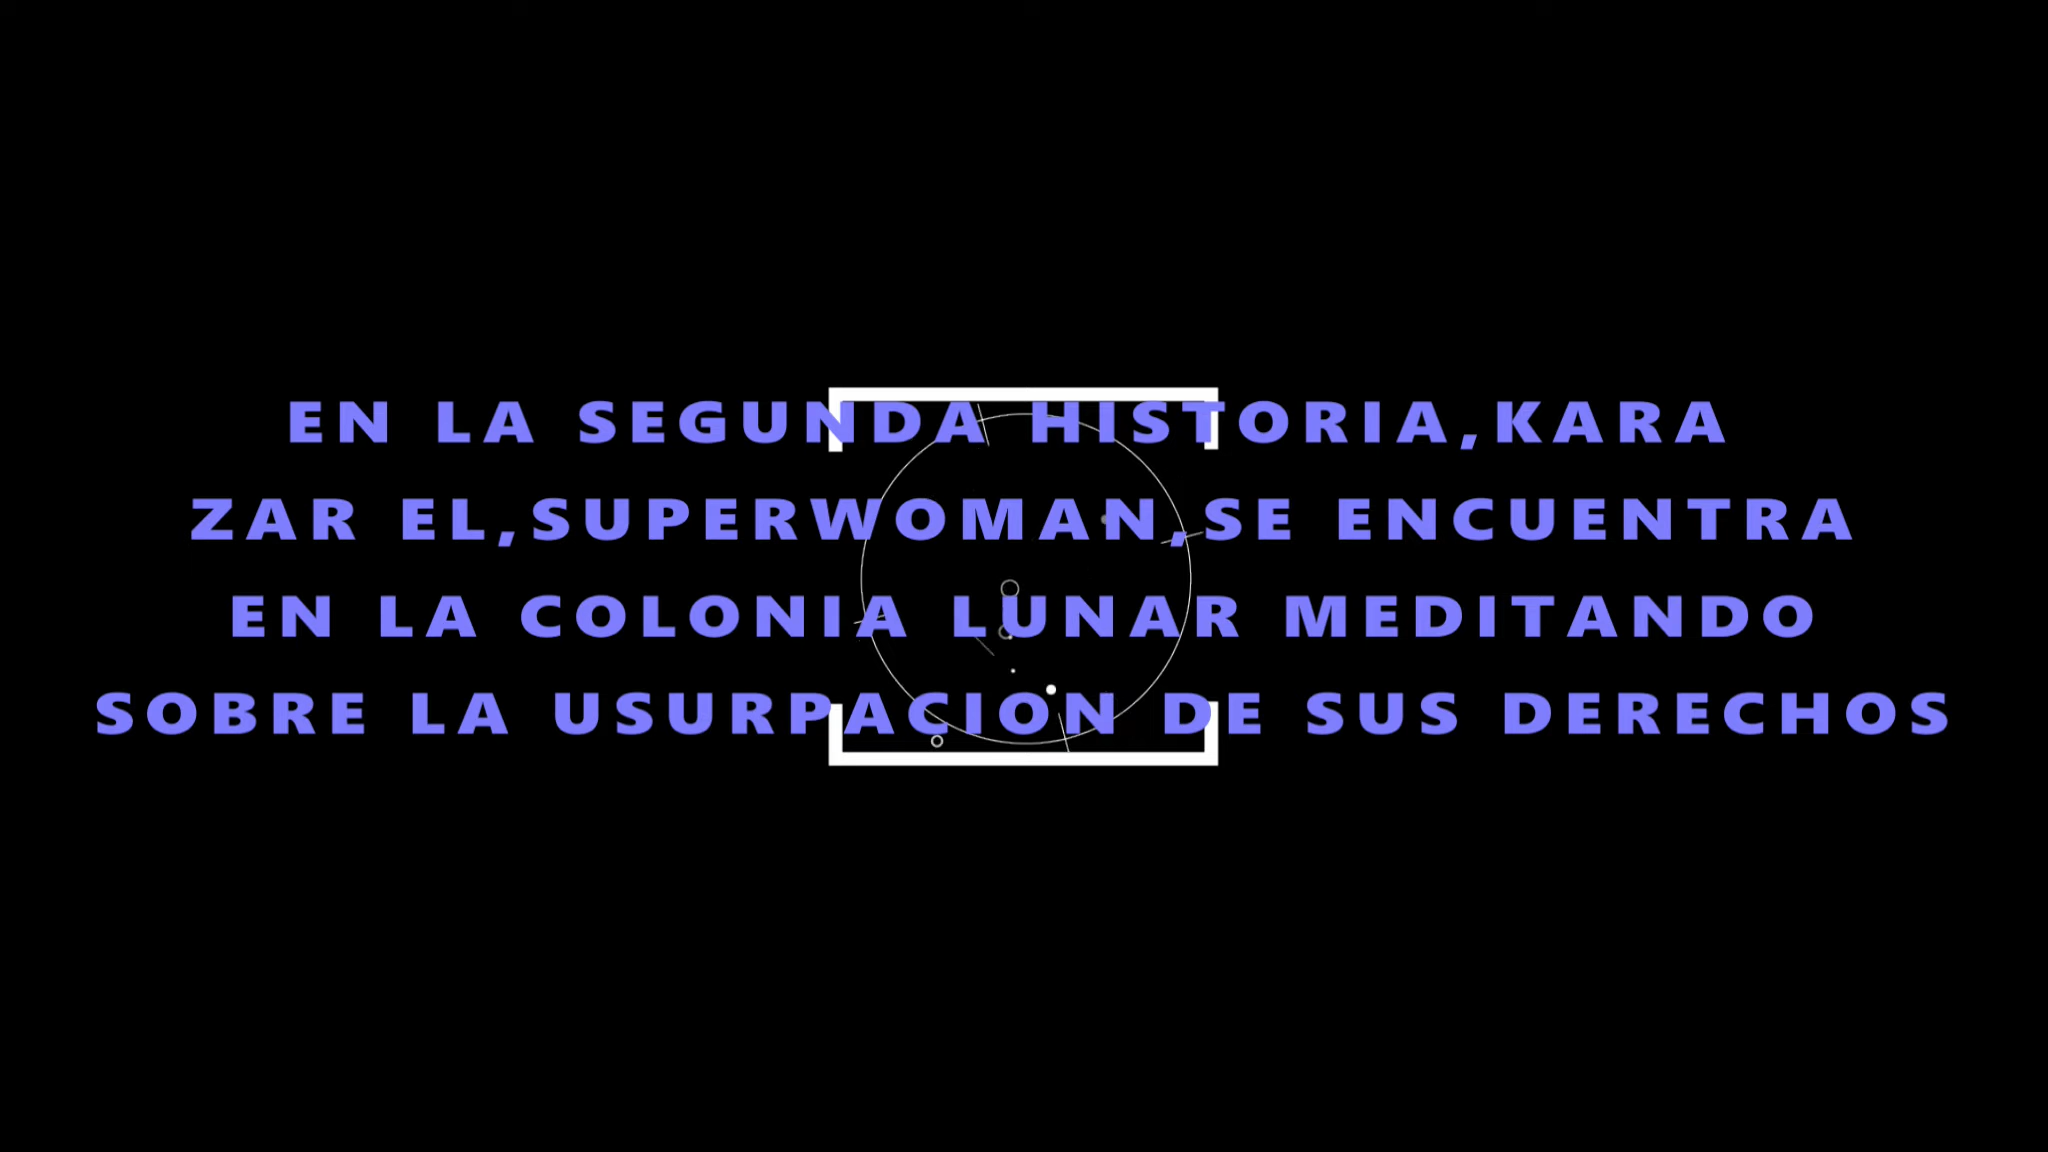 EN LA SEGUNDA HISTORIA,KARA
ZAR EL,SUPERWOMAN,SE ENCUENTRA
EN LA COLONIA LUNAR MEDITANDO
SOBRE LA USURPACION DE SUS DERECHOS